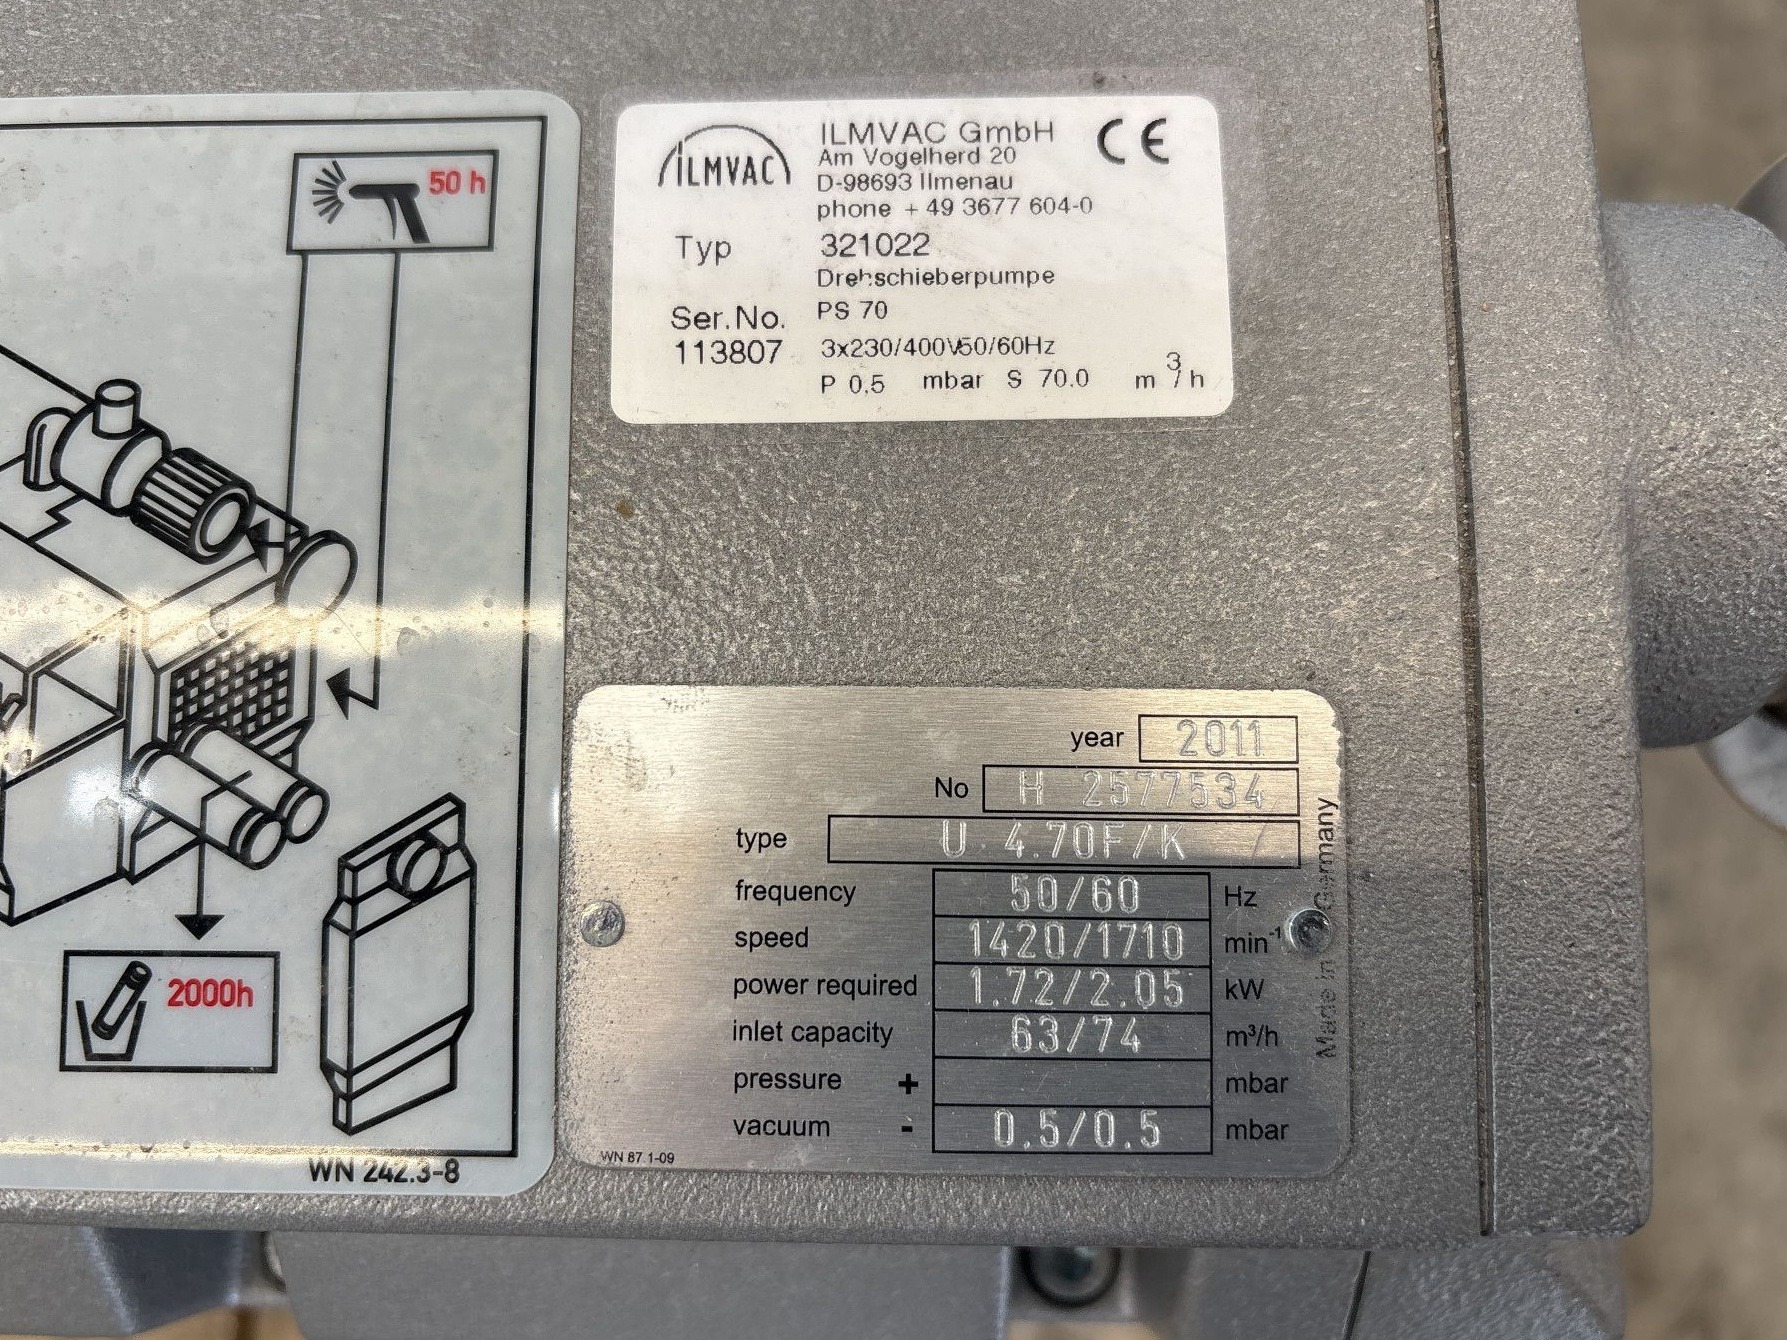 50 h
2000h
WN 242.3-8
ILMVAC
ILMVAC GmbH
CE
Am Vogelherd 20
D-98693 Ilmenau
phone + 49 3677 604-0
Typ 321022
Drehschieberpumpe
Ser.No. PS 70
113807 3x230/400V50/60Hz
P 0,5 mbar S 70.0 m³/h
year 2011
No H 2577534
type U 4.70F/K /
frequency 50/60 Hz
speed 1420/1710 min⁻¹
power required 1.72/2.05 kW
inlet capacity 63/74 m³/h
pressure + mbar
vacuum - 0.5/0.5 mbar
WN 87.1-09
Made in Germany